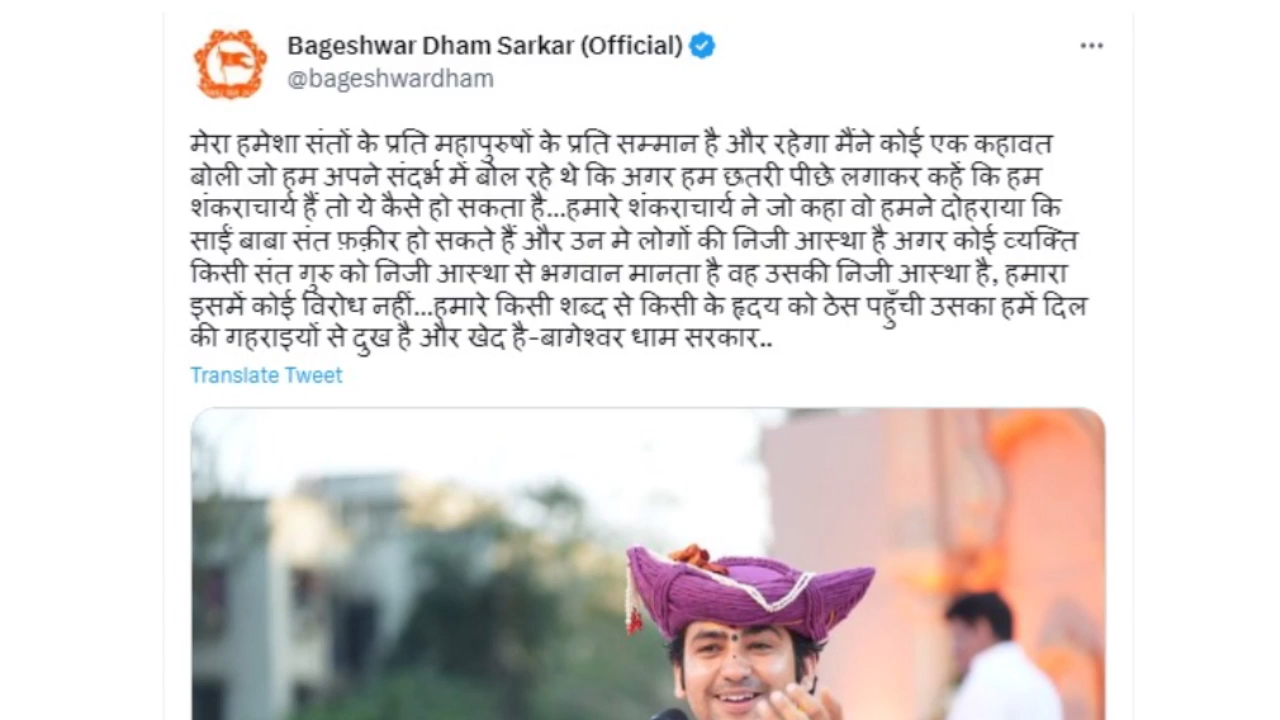 Bageshwar Dham Sarkar (Official)
@bageshwardham
मेरा हमेशा संतों के प्रति महापुरुषों के प्रति सम्मान है और रहेगा मैंने कोई एक कहावत
बोली जो हम अपने संदर्भ में बोल रहे थे कि अगर हम छतरी पीछे लगाकर कहें कि हम
शंकराचार्य हैं तो ये कैसे हो सकता है...हमारे शंकराचार्य ने जो कहा वो हमने दोहराया कि
साईं बाबा संत फ़क़ीर हो सकते हैं और उन मे लोगों की निजी आस्था है अगर कोई व्यक्ति
किसी संत गुरु को निजी आस्था से भगवान मानता है वह उसकी निजी आस्था है, हमारा
इसमें कोई विरोध नहीं...हमारे किसी शब्द से किसी के हृदय को ठेस पहुँची उसका हमें दिल
की गहराइयों से दुख है और खेद है-बागेश्वर धाम सरकार..
Translate Tweet